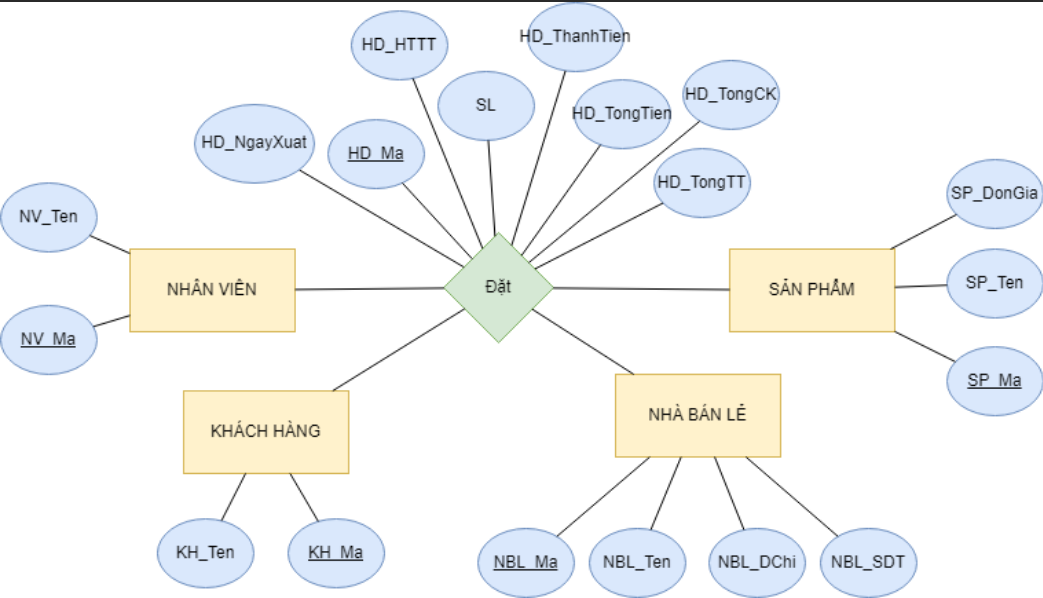 HD_HTTT
HD_ThanhTien
SL
HD_TongTien
HD_TongCK
HD_NgayXuat
HD_Ma
HD_TongTT
NV_Ten
SP_DonGia
NHÂN VIÊN
Đặt
SẢN PHẨM
SP_Ten
NV_Ma
SP_Ma
KHÁCH HÀNG
NHÀ BÁN LẺ
KH_Ten
KH_Ma
NBL_Ma
NBL_Ten
NBL_DChi
NBL_SDT